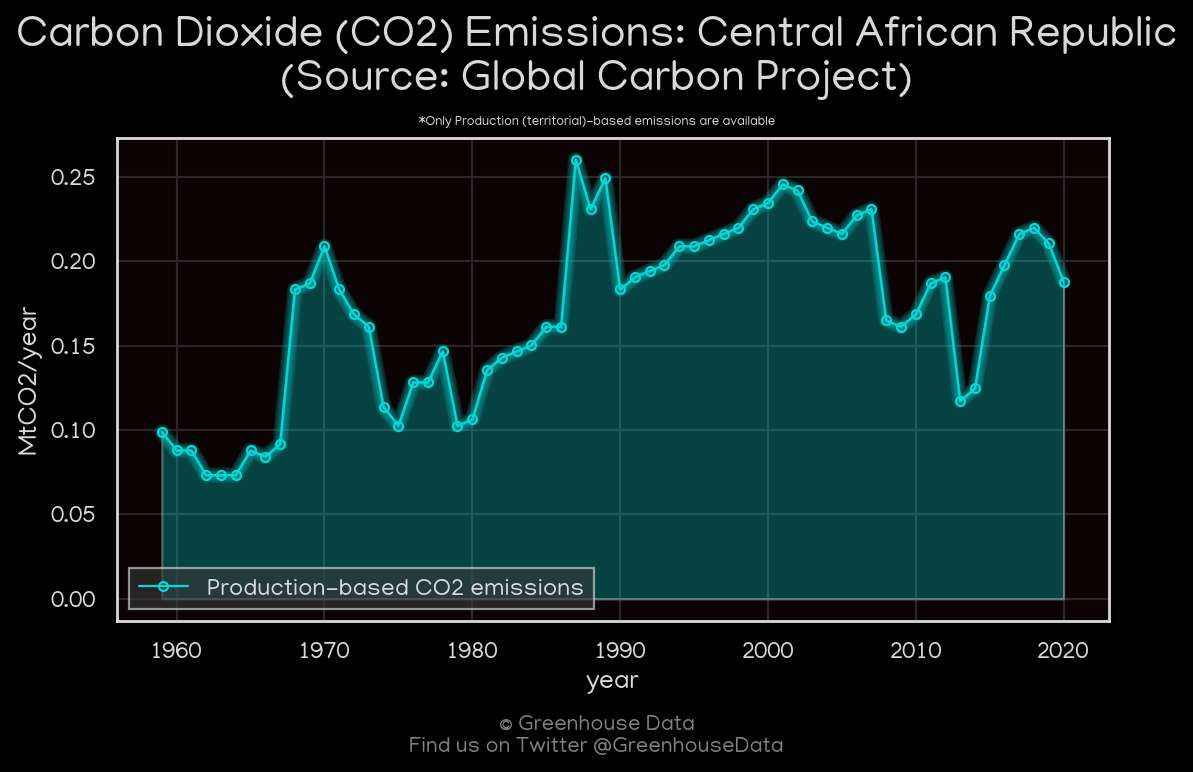 Carbon Dioxide (CO2) Emissions: Central African Republic
(Source: Global Carbon Project)
*Only Production (territorial)-based emissions are available
0.25
0.20
0.15
0.10
0.05
0.00
MtCO2/year
Production-based CO2 emissions
1960 1970 1980 1990 2000 2010 2020
year
© Greenhouse Data
Find us on Twitter @GreenhouseData